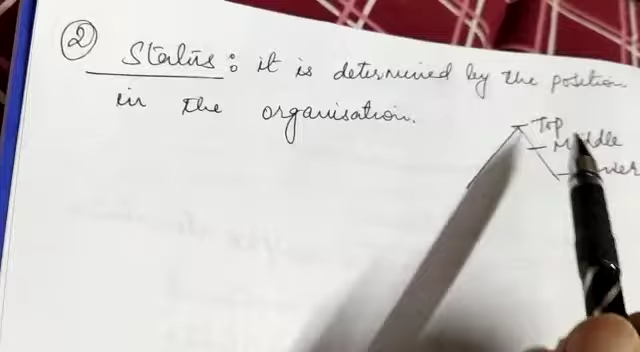 ② Status: it is determined by the position
in the organisation.
Top
Middle